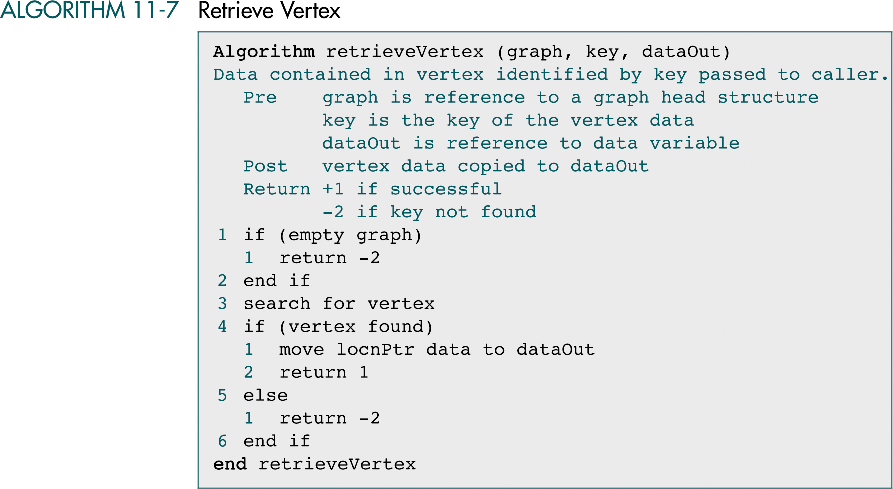 ALGORITHM 11-7 Retrieve Vertex
Algorithm retrieveVertex (graph, key, dataOut)
Data contained in vertex identified by key passed to caller.
Pre graph is reference to a graph head structure
key is the key of the vertex data
dataOut is reference to data variable
Post vertex data copied to dataOut
Return +1 if successful
-2 if key not found
1 if (empty graph)
1 return -2
2 end if
3 search for vertex
4 if (vertex found)
1 move locnPtr data to dataOut
2 return 1
5 else
1 return -2
6 end if
end retrieveVertex